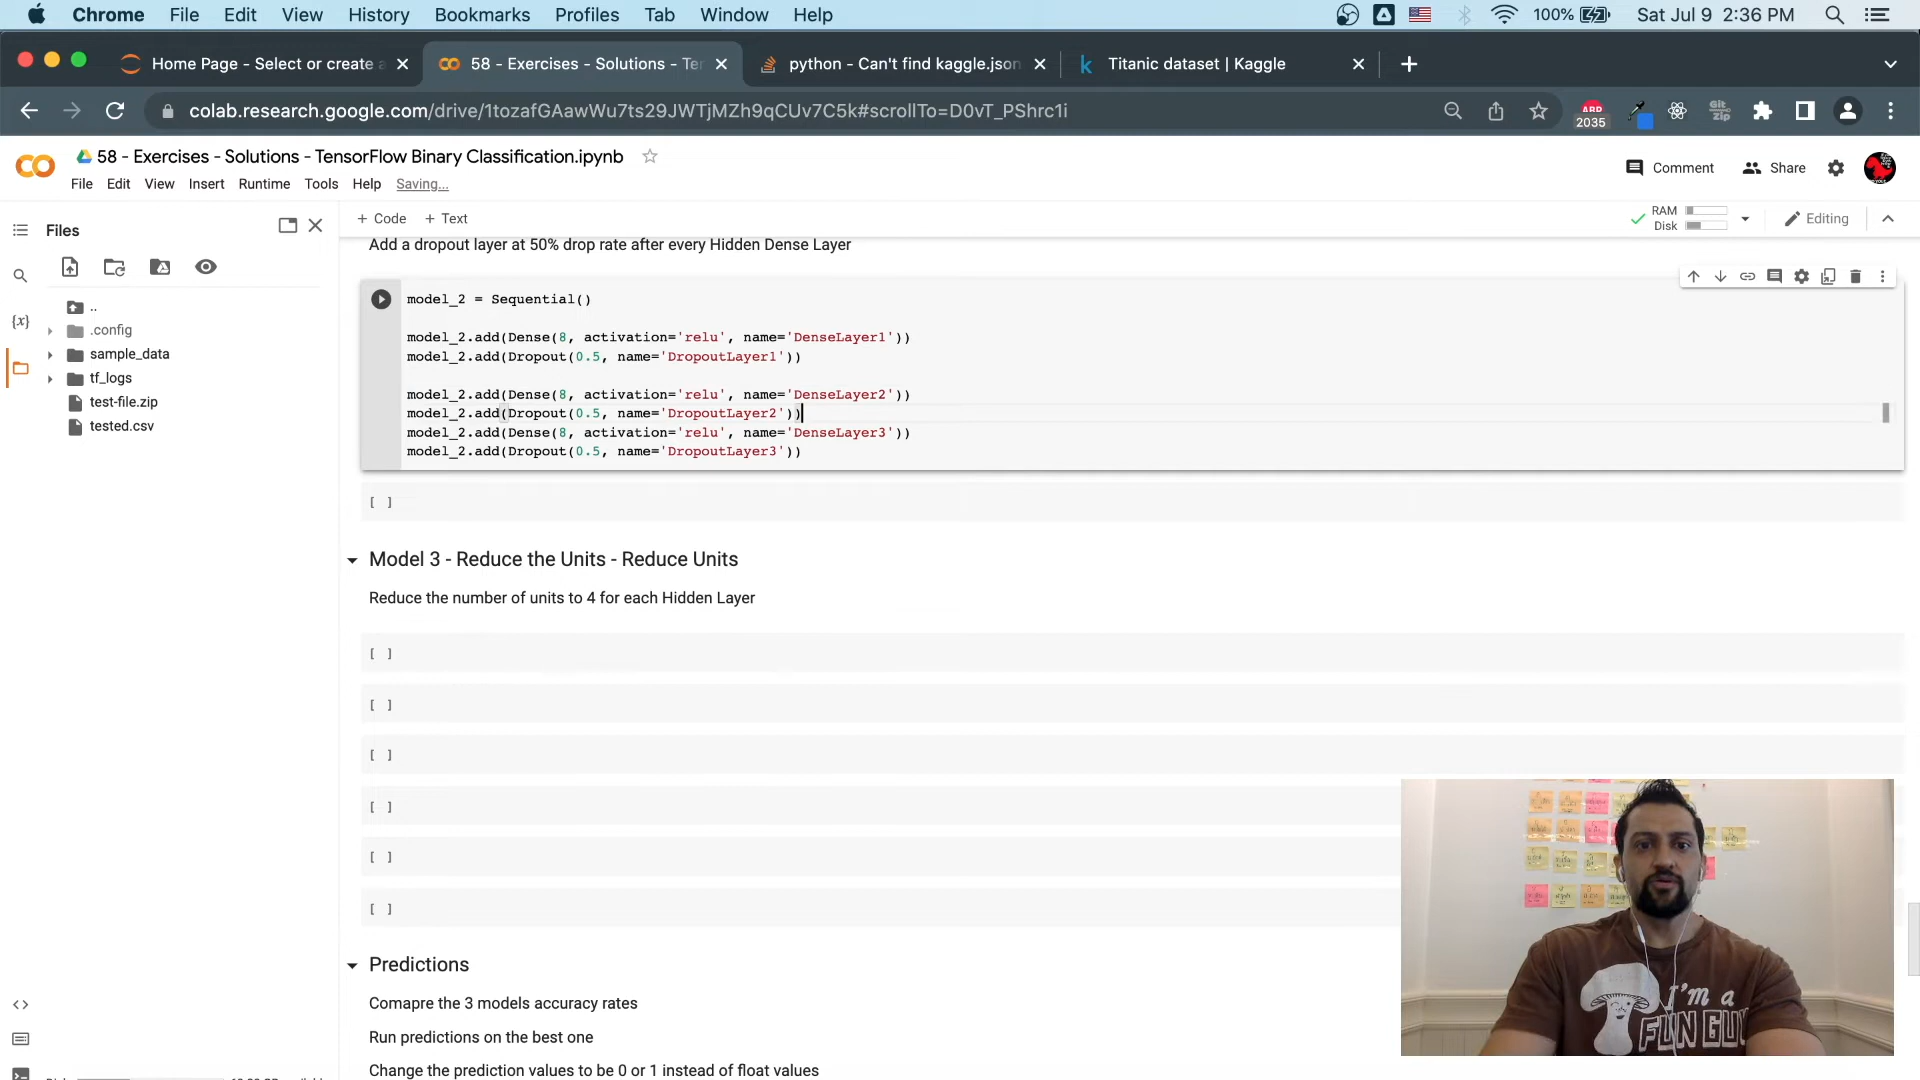 Chrome File Edit View History Bookmarks Profiles Tab Window Help 100% Sat Jul 9 2:36 PM
Home Page - Select or create a 58 - Exercises - Solutions - Ter python - Can't find kaggle.json Titanic dataset | Kaggle
colab.research.google.com/drive/1tozafGAawWu7ts29JWTjMZh9qCUv7C5k#scrollTo=D0vT_PShrc1i ABP 2035 Git Zip
58 - Exercises - Solutions - TensorFlow Binary Classification.ipynb
File Edit View Insert Runtime Tools Help Saving... Comment Share
Files + Code + Text RAM Disk Editing
Add a dropout layer at 50% drop rate after every Hidden Dense Layer
..
.config
sample_data
tf_logs
test-file.zip
tested.csv
{x}
model_2 = Sequential()
model_2.add(Dense(8, activation='relu', name='DenseLayer1'))
model_2.add(Dropout(0.5, name='DropoutLayer1'))
model_2.add(Dense(8, activation='relu', name='DenseLayer2'))
model_2.add(Dropout(0.5, name='DropoutLayer2'))
model_2.add(Dense(8, activation='relu', name='DenseLayer3'))
model_2.add(Dropout(0.5, name='DropoutLayer3'))
[ ]
Model 3 - Reduce the Units - Reduce Units
Reduce the number of units to 4 for each Hidden Layer
[ ]
[ ]
[ ]
[ ]
[ ]
[ ]
Predictions
Comapre the 3 models accuracy rates
Run predictions on the best one
Change the prediction values to be 0 or 1 instead of float values
I'm a
FUN GUY